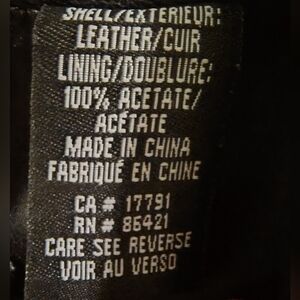 SHELL/EXTERIEUR:
LEATHER/CUIR
LINING/DOUBLURE:
100% ACETATE/
ACÉTATE
MADE IN CHINA
FABRIQUÉ EN CHINE
CA # 17791
RN # 86421
CARE SEE REVERSE
VOIR AU VERSO